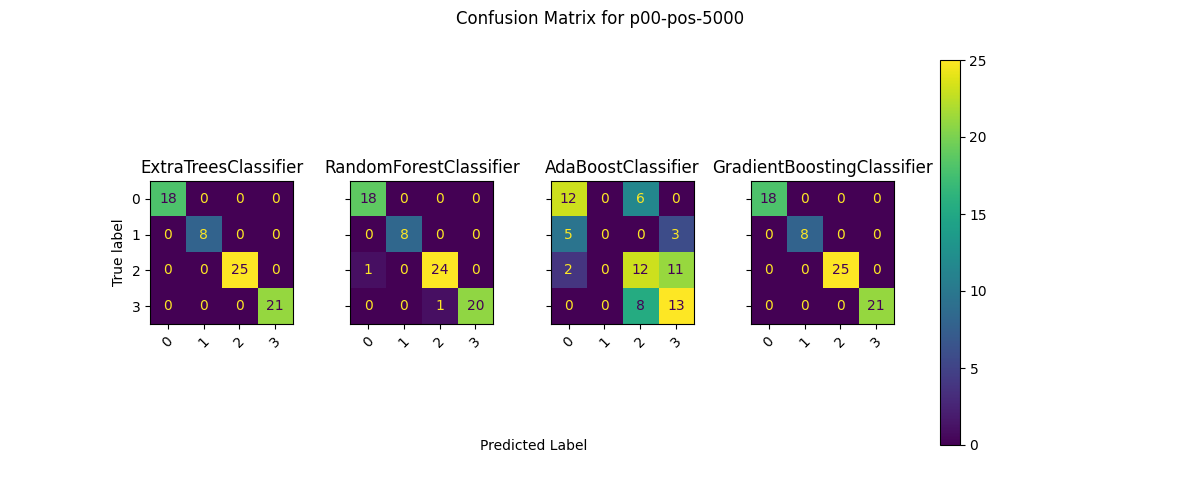 Confusion Matrix for p00-pos-5000
ExtraTreesClassifier RandomForestClassifier AdaBoostClassifier GradientBoostingClassifier
25
20
15
10
5
0
True label
0 18 0 0 0 18 0 0 0 12 0 6 0 18 0 0 0
1 0 8 0 0 0 8 0 0 5 0 0 3 0 8 0 0
2 0 0 25 0 1 0 24 0 2 0 12 11 0 0 25 0
3 0 0 0 21 0 0 1 20 0 0 8 13 0 0 0 21
0 1 2 3 0 1 2 3 0 1 2 3 0 1 2 3
Predicted Label